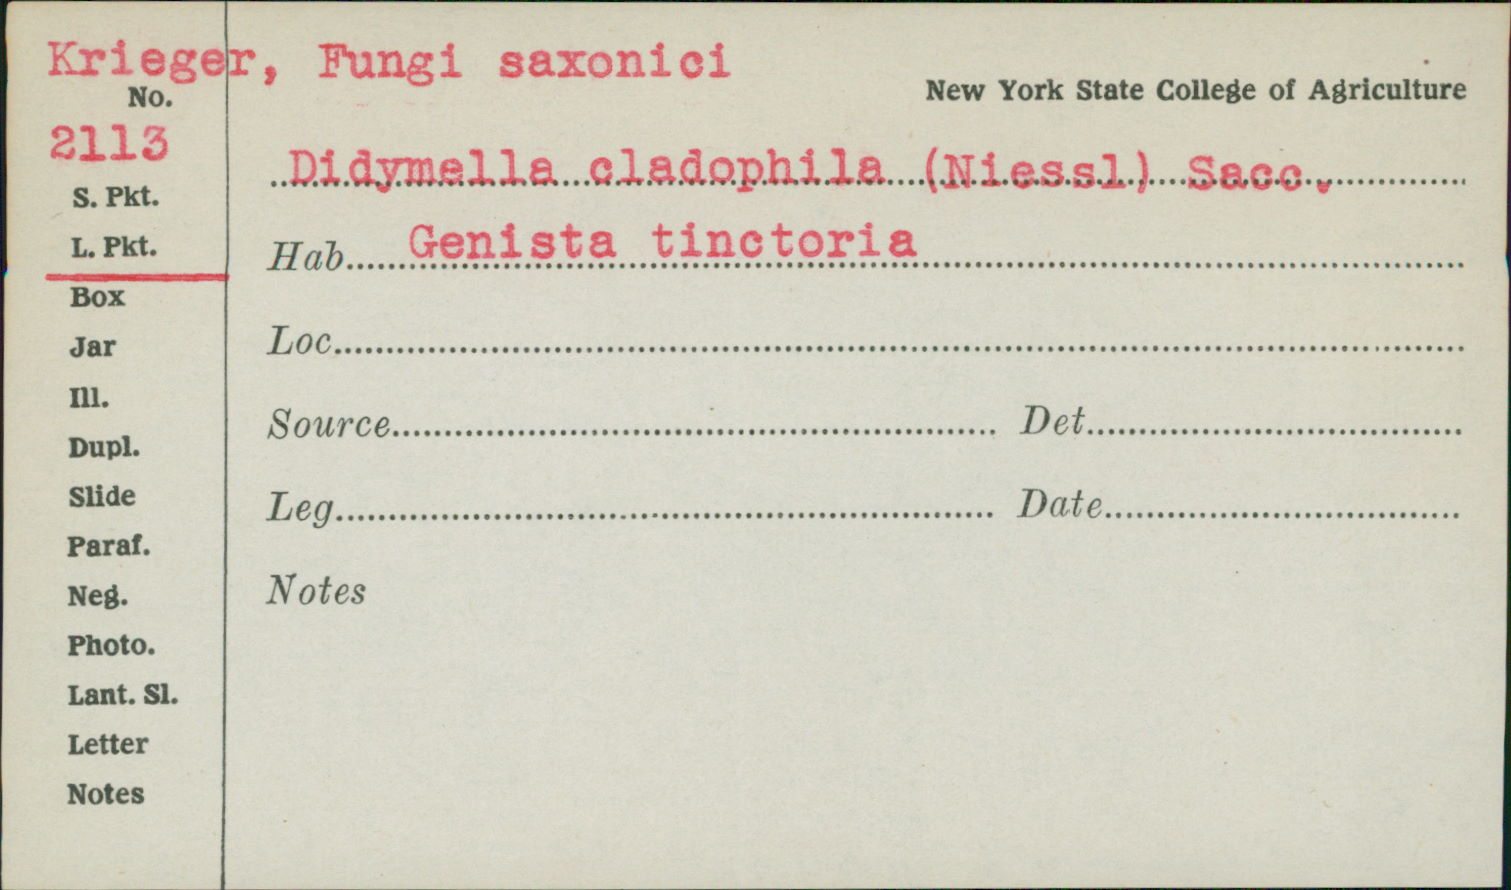 Krieger, Fungi saxonici
No.
New York State College of Agriculture
2113
Didymella cladophila (Niessl) Sacc.
S. Pkt.
L. Pkt.
Hab. Genista tinctoria
Box
Jar
Loc.
Ill.
Dupl.
Source Det.
Slide
Leg. Date
Paraf.
Neg.
Notes
Photo.
Lant. Sl.
Letter
Notes